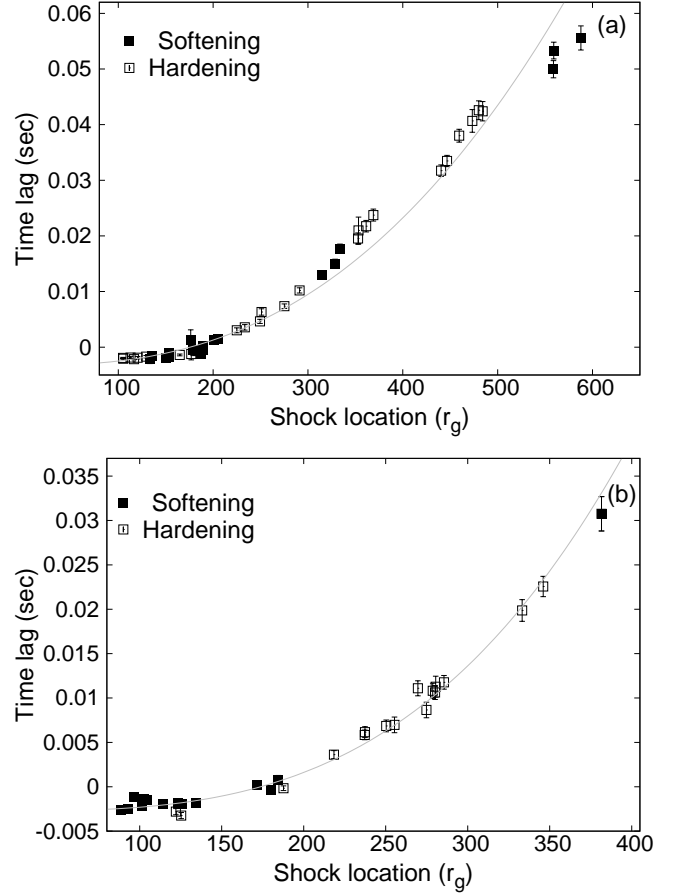 0.06
0.05
0.04
0.03
0.02
0.01
0
100 200 300 400 500 600
Time lag (sec)
Shock location (r_g)
(a)
Softening
Hardening
0.035
0.03
0.025
0.02
0.015
0.01
0.005
0
-0.005
100 150 200 250 300 350 400
Time lag (sec)
Shock location (r_g)
(b)
Softening
Hardening